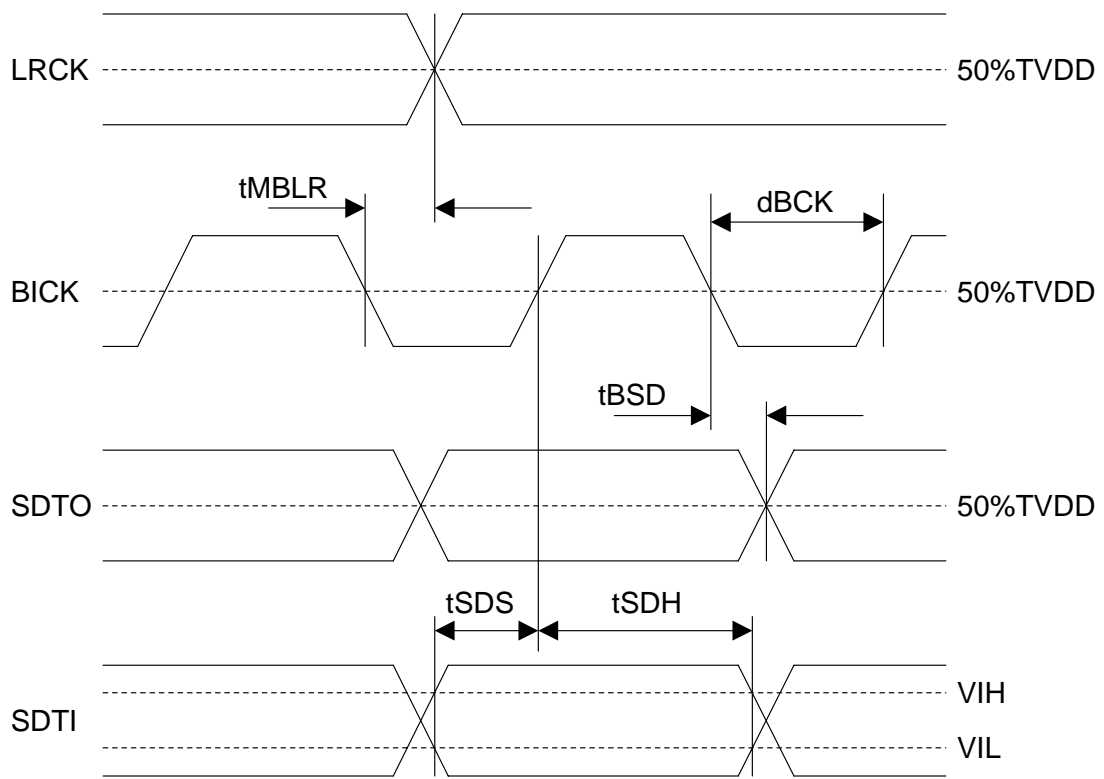 LRCK
50%TVDD
tMBLR
dBCK
BICK
50%TVDD
tBSD
SDTO
50%TVDD
tSDS
tSDH
SDTI
VIH
VIL